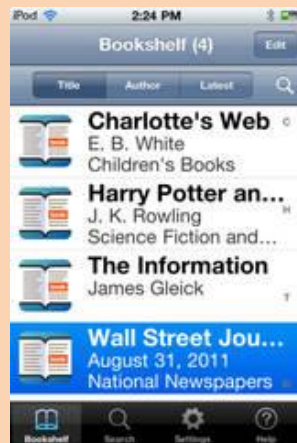 iPod 2:24 PM
Bookshelf (4) Edit
Title Author Latest
Charlotte's Web
E. B. White
Children's Books
C
Harry Potter an...
J. K. Rowling
Science Fiction and...
H
The Information
James Gleick
T
Wall Street Jou...
August 31, 2011
National Newspapers
Bookshelf Search Settings Help